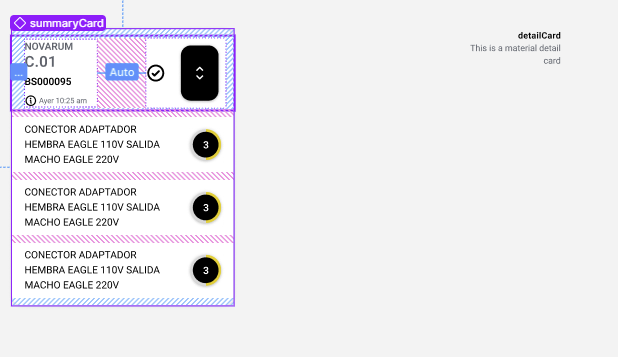 summaryCard
NOVARUM
C.01
...
Auto
BS000095
Ayer 10:25 am
CONECTOR ADAPTADOR
HEMBRA EAGLE 110V SALIDA
MACHO EAGLE 220V
3
CONECTOR ADAPTADOR
HEMBRA EAGLE 110V SALIDA
MACHO EAGLE 220V
3
CONECTOR ADAPTADOR
HEMBRA EAGLE 110V SALIDA
MACHO EAGLE 220V
3
detailCard
This is a material detail
card